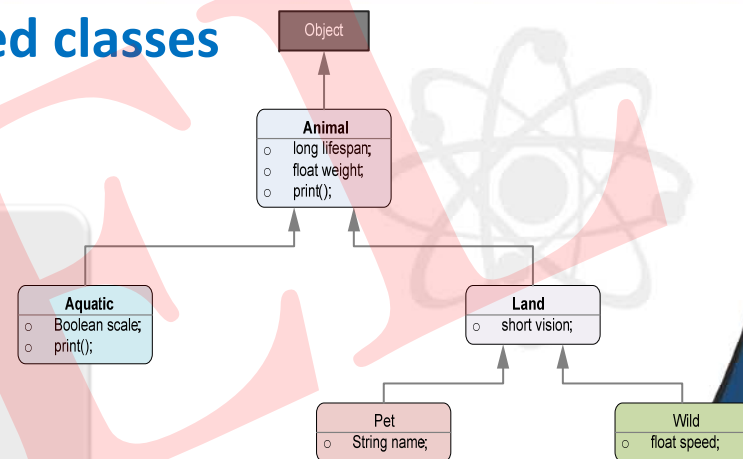 ed classes
Object
Animal
long lifespan;
float weight;
print();
Aquatic
Boolean scale;
print();
Land
short vision;
Pet
String name;
Wild
float speed;